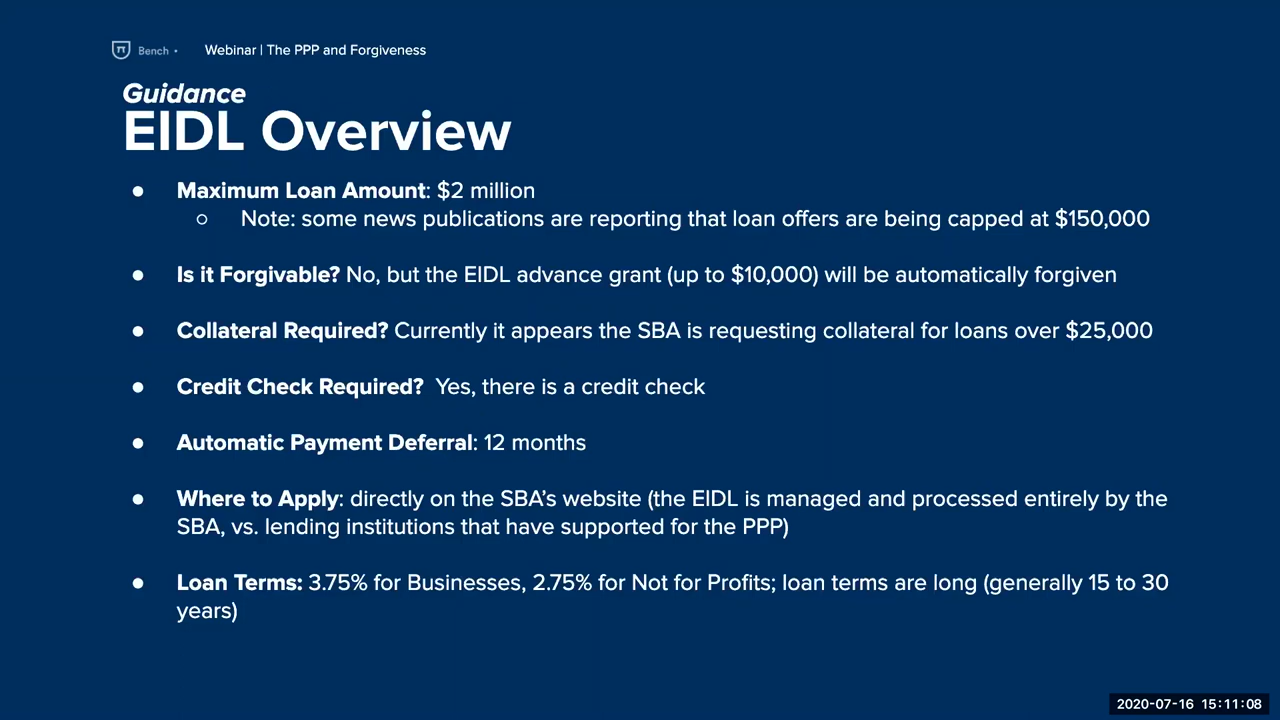 Bench •
Webinar | The PPP and Forgiveness
Guidance
EIDL Overview
● Maximum Loan Amount: $2 million
○ Note: some news publications are reporting that loan offers are being capped at $150,000
● Is it Forgivable? No, but the EIDL advance grant (up to $10,000) will be automatically forgiven
● Collateral Required? Currently it appears the SBA is requesting collateral for loans over $25,000
● Credit Check Required? Yes, there is a credit check
● Automatic Payment Deferral: 12 months
● Where to Apply: directly on the SBA’s website (the EIDL is managed and processed entirely by the
SBA, vs. lending institutions that have supported for the PPP)
● Loan Terms: 3.75% for Businesses, 2.75% for Not for Profits; loan terms are long (generally 15 to 30
years)
2020-07-16 15:11:08